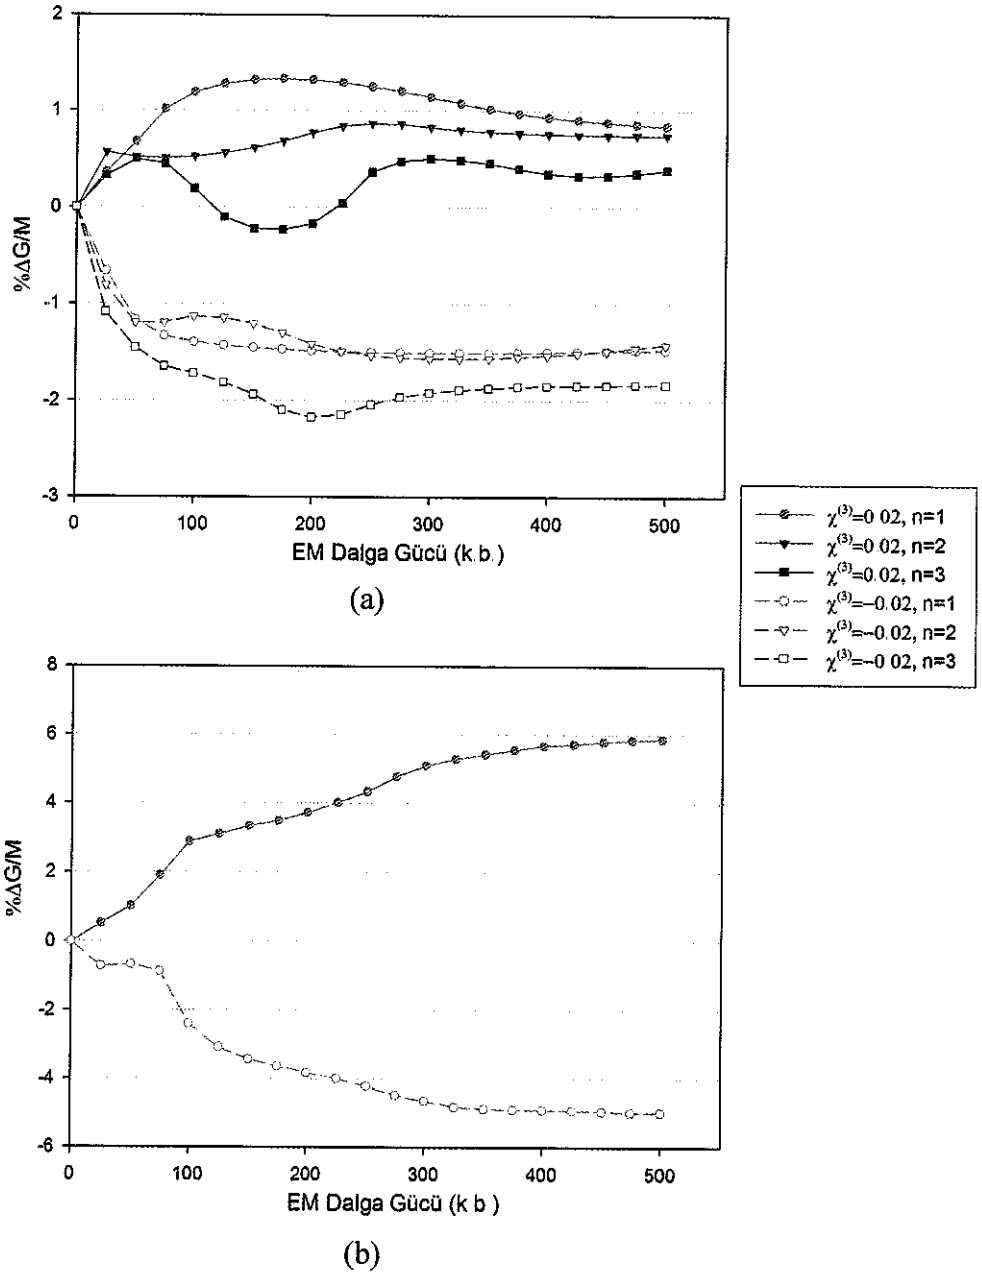 2
1
0
-1
-2
-3
%ΔG/M
0
100
200
300
400
500
EM Dalga Gücü (k.b.)
(a)
χ(3)=0.02, n=1
χ(3)=0.02, n=2
χ(3)=0.02, n=3
χ(3)=−0.02, n=1
χ(3)=−0.02, n=2
χ(3)=−0.02, n=3
8
6
4
2
0
-2
-4
-6
%ΔG/M
0
100
200
300
400
500
EM Dalga Gücü (k.b.)
(b)